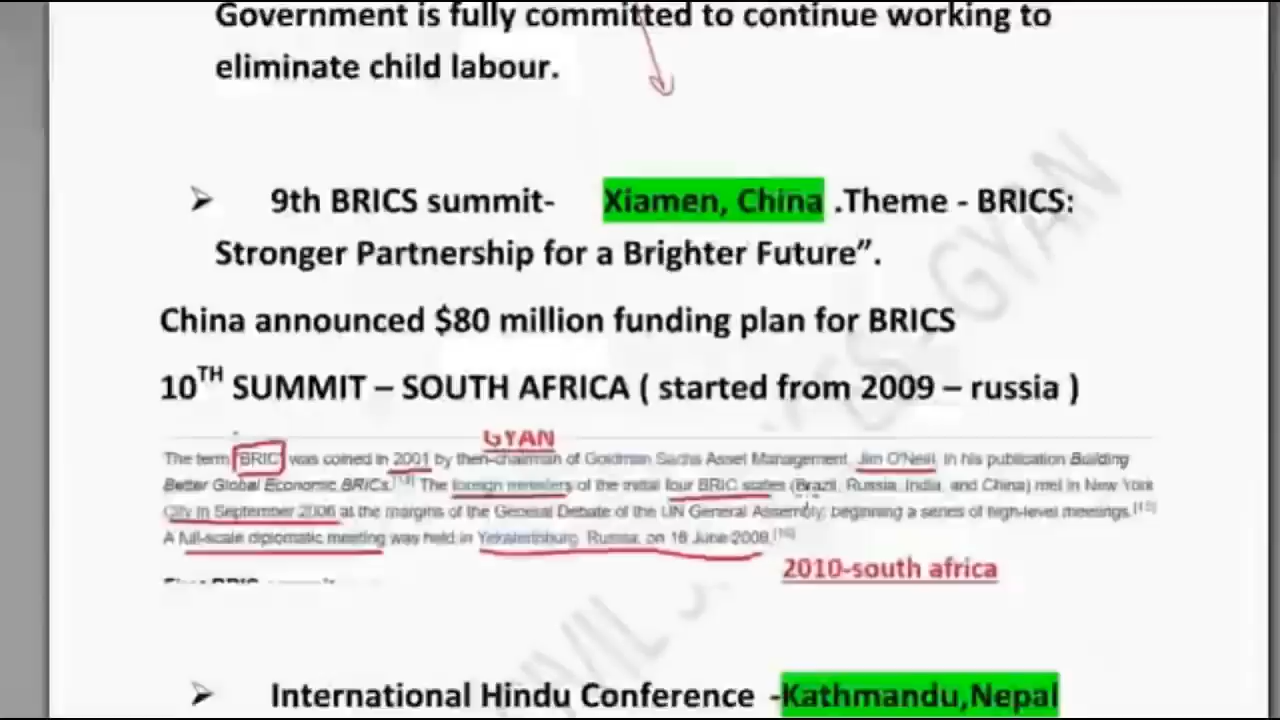 Government is fully committed to continue working to
eliminate child labour.
➢ 9th BRICS summit- Xiamen, China .Theme - BRICS:
Stronger Partnership for a Brighter Future”.
China announced $80 million funding plan for BRICS
10TH SUMMIT – SOUTH AFRICA ( started from 2009 – russia )
GYAN
The term BRIC was coined in 2001 by then-chairman of Goldman Sachs Asset Management, Jim O'Neill, in his publication Building
Better Global Economic BRICs. The foreign ministers of the initial four BRIC states (Brazil, Russia, India, and China) met in New York
City in September 2006 at the margins of the General Debate of the UN General Assembly, beginning a series of high-level meetings.
A full-scale diplomatic meeting was held in Yekaterinburg, Russia, on 16 June 2009.
2010-south africa
➢ International Hindu Conference -Kathmandu,Nepal